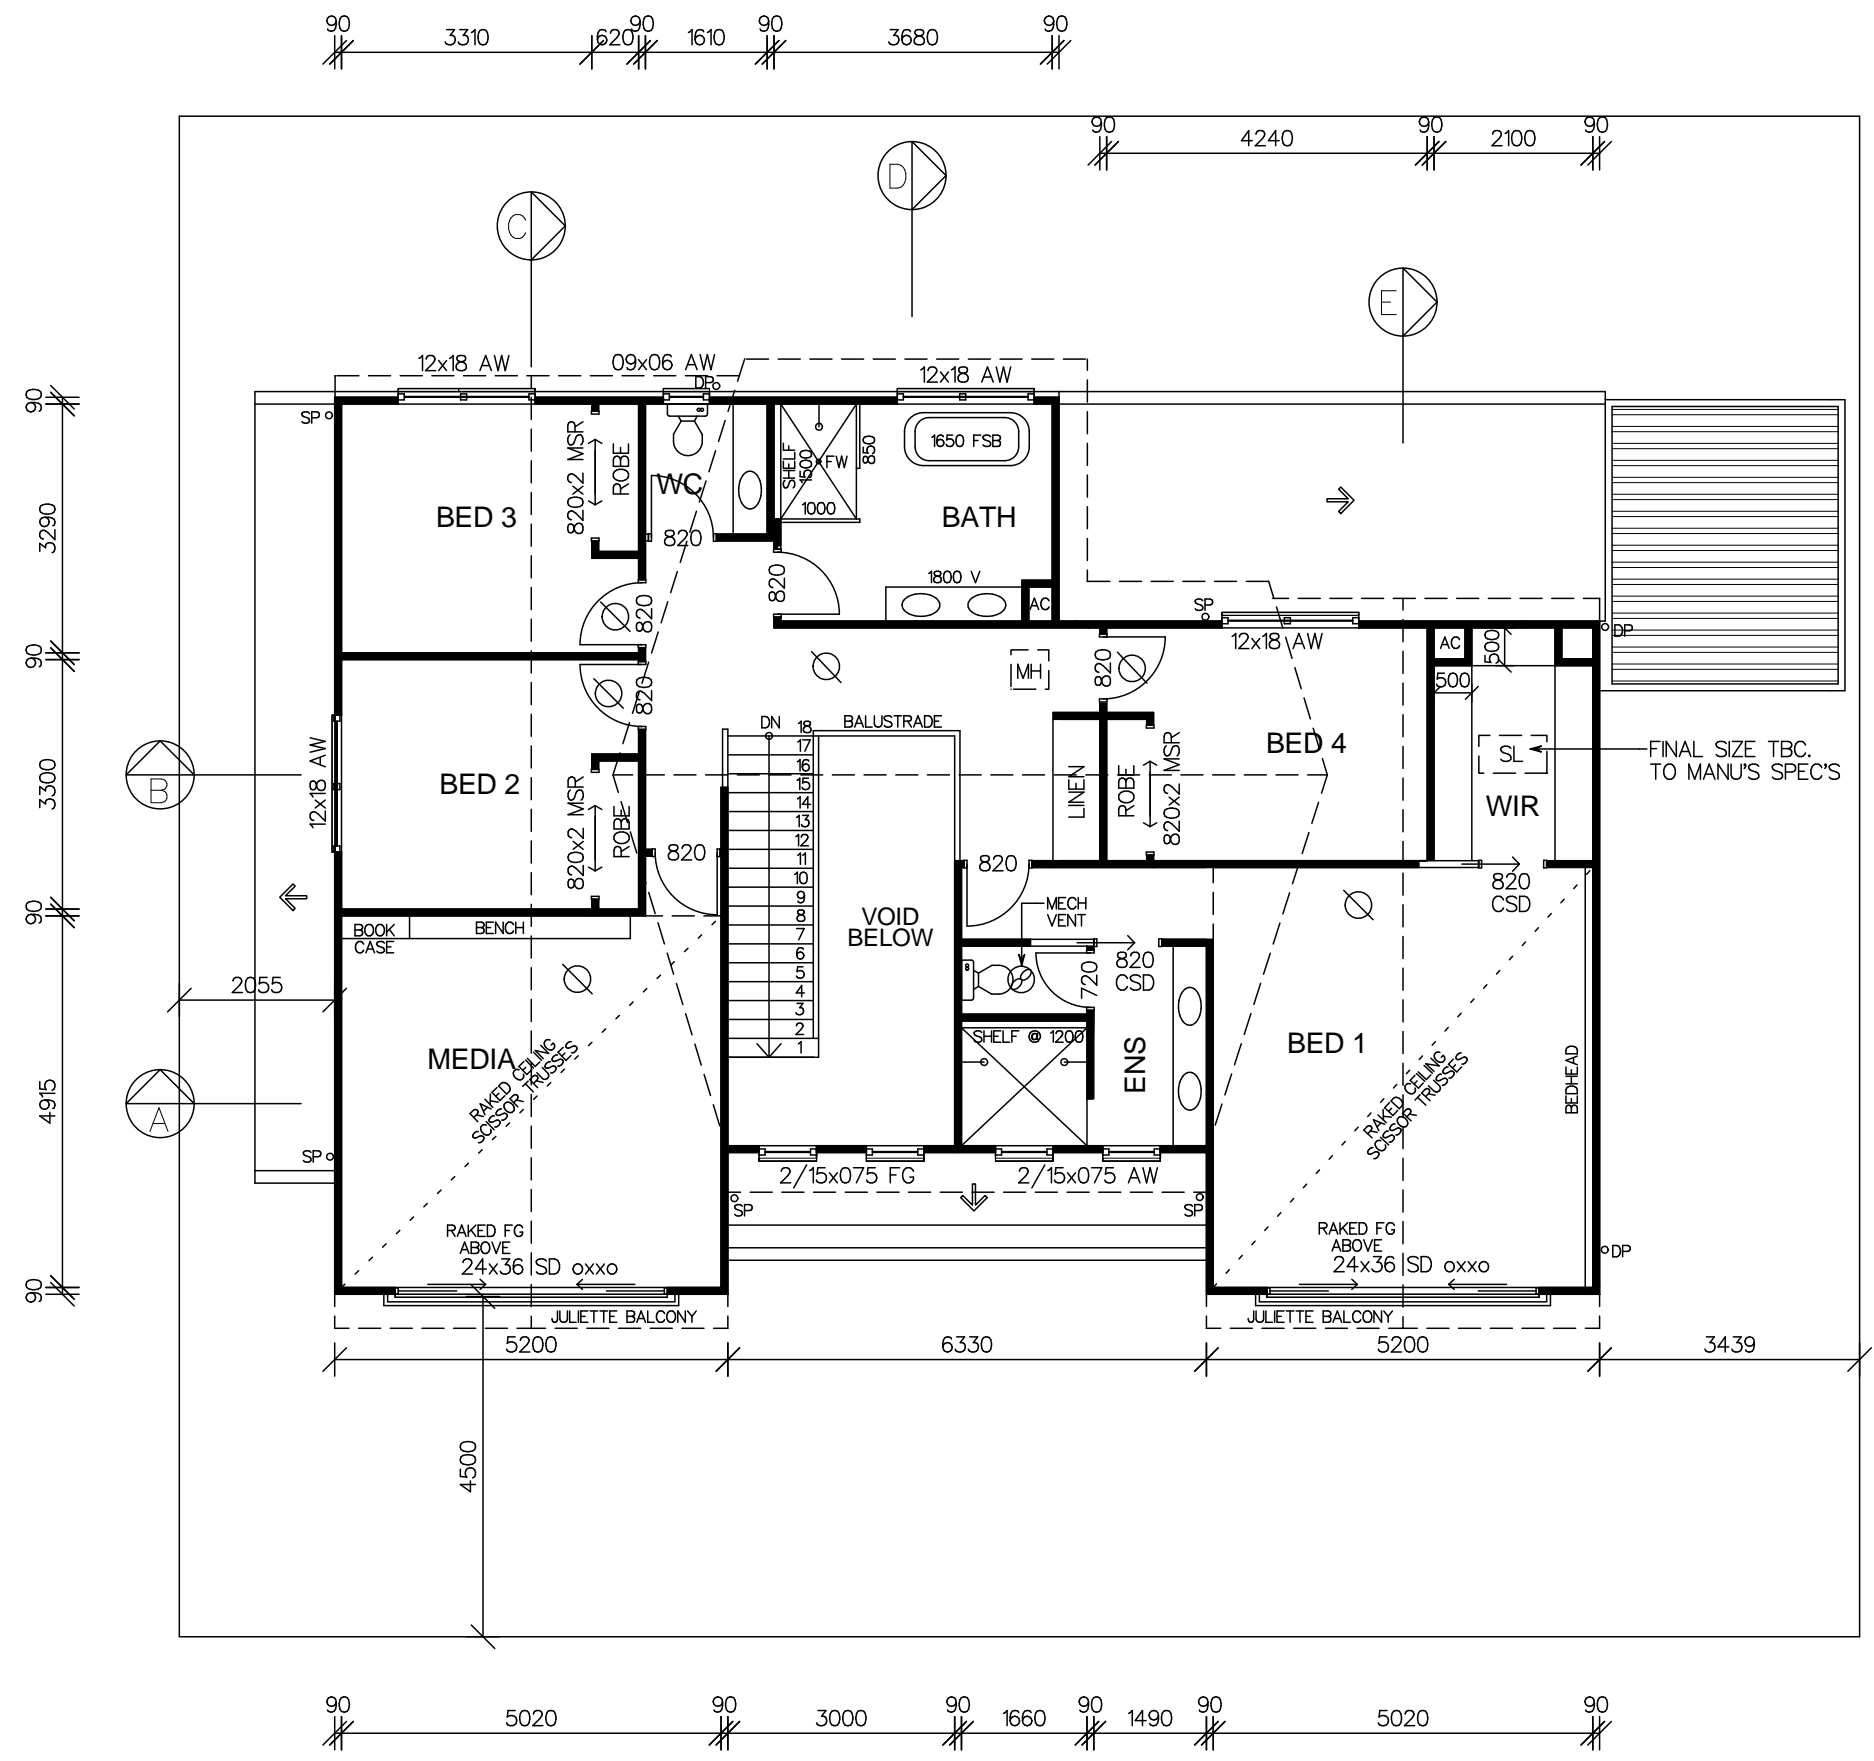 90 3310 620 90 1610 90 3680 90
90 4240 90 2100 90
D
C
E
12x18 AW
09x06 AW
DP
12x18 AW
90
SP
BED 3
820x2 MSR
ROBE
WC
820
SHELF
1500
FW
850
1000
1650 FSB
BATH
3290
820
820
1800 V
AC
SP
12x18 AW
AC
500
DP
90
820
MH
820
500
BED 2
820x2 MSR
ROBE
12x18 AW
B
3300
DN
BALUSTRADE
18
17
16
15
14
13
12
11
10
9
8
7
6
5
4
3
2
1
LINEN
ROBE
820x2 MSR
BED 4
SL
WIR
FINAL SIZE TBC.
TO MANU'S SPEC'S
820
820
820
CSD
90
BOOK
CASE
BENCH
VOID
BELOW
MECH
VENT
720
820
CSD
2055
4915
A
MEDIA
RAKED CEILING
SCISSOR TRUSSES
SHELF @ 1200
ENS
BED 1
RAKED CEILING
SCISSOR TRUSSES
BEDHEAD
SP
2/15x075 FG
2/15x075 AW
SP
SP
RAKED FG
ABOVE
24x36 SD oxxo
RAKED FG
ABOVE
24x36 SD oxxo
DP
90
JULIETTE BALCONY
JULIETTE BALCONY
5200 6330 5200 3439
4500
90 5020 90 3000 90 1660 90 1490 90 5020 90